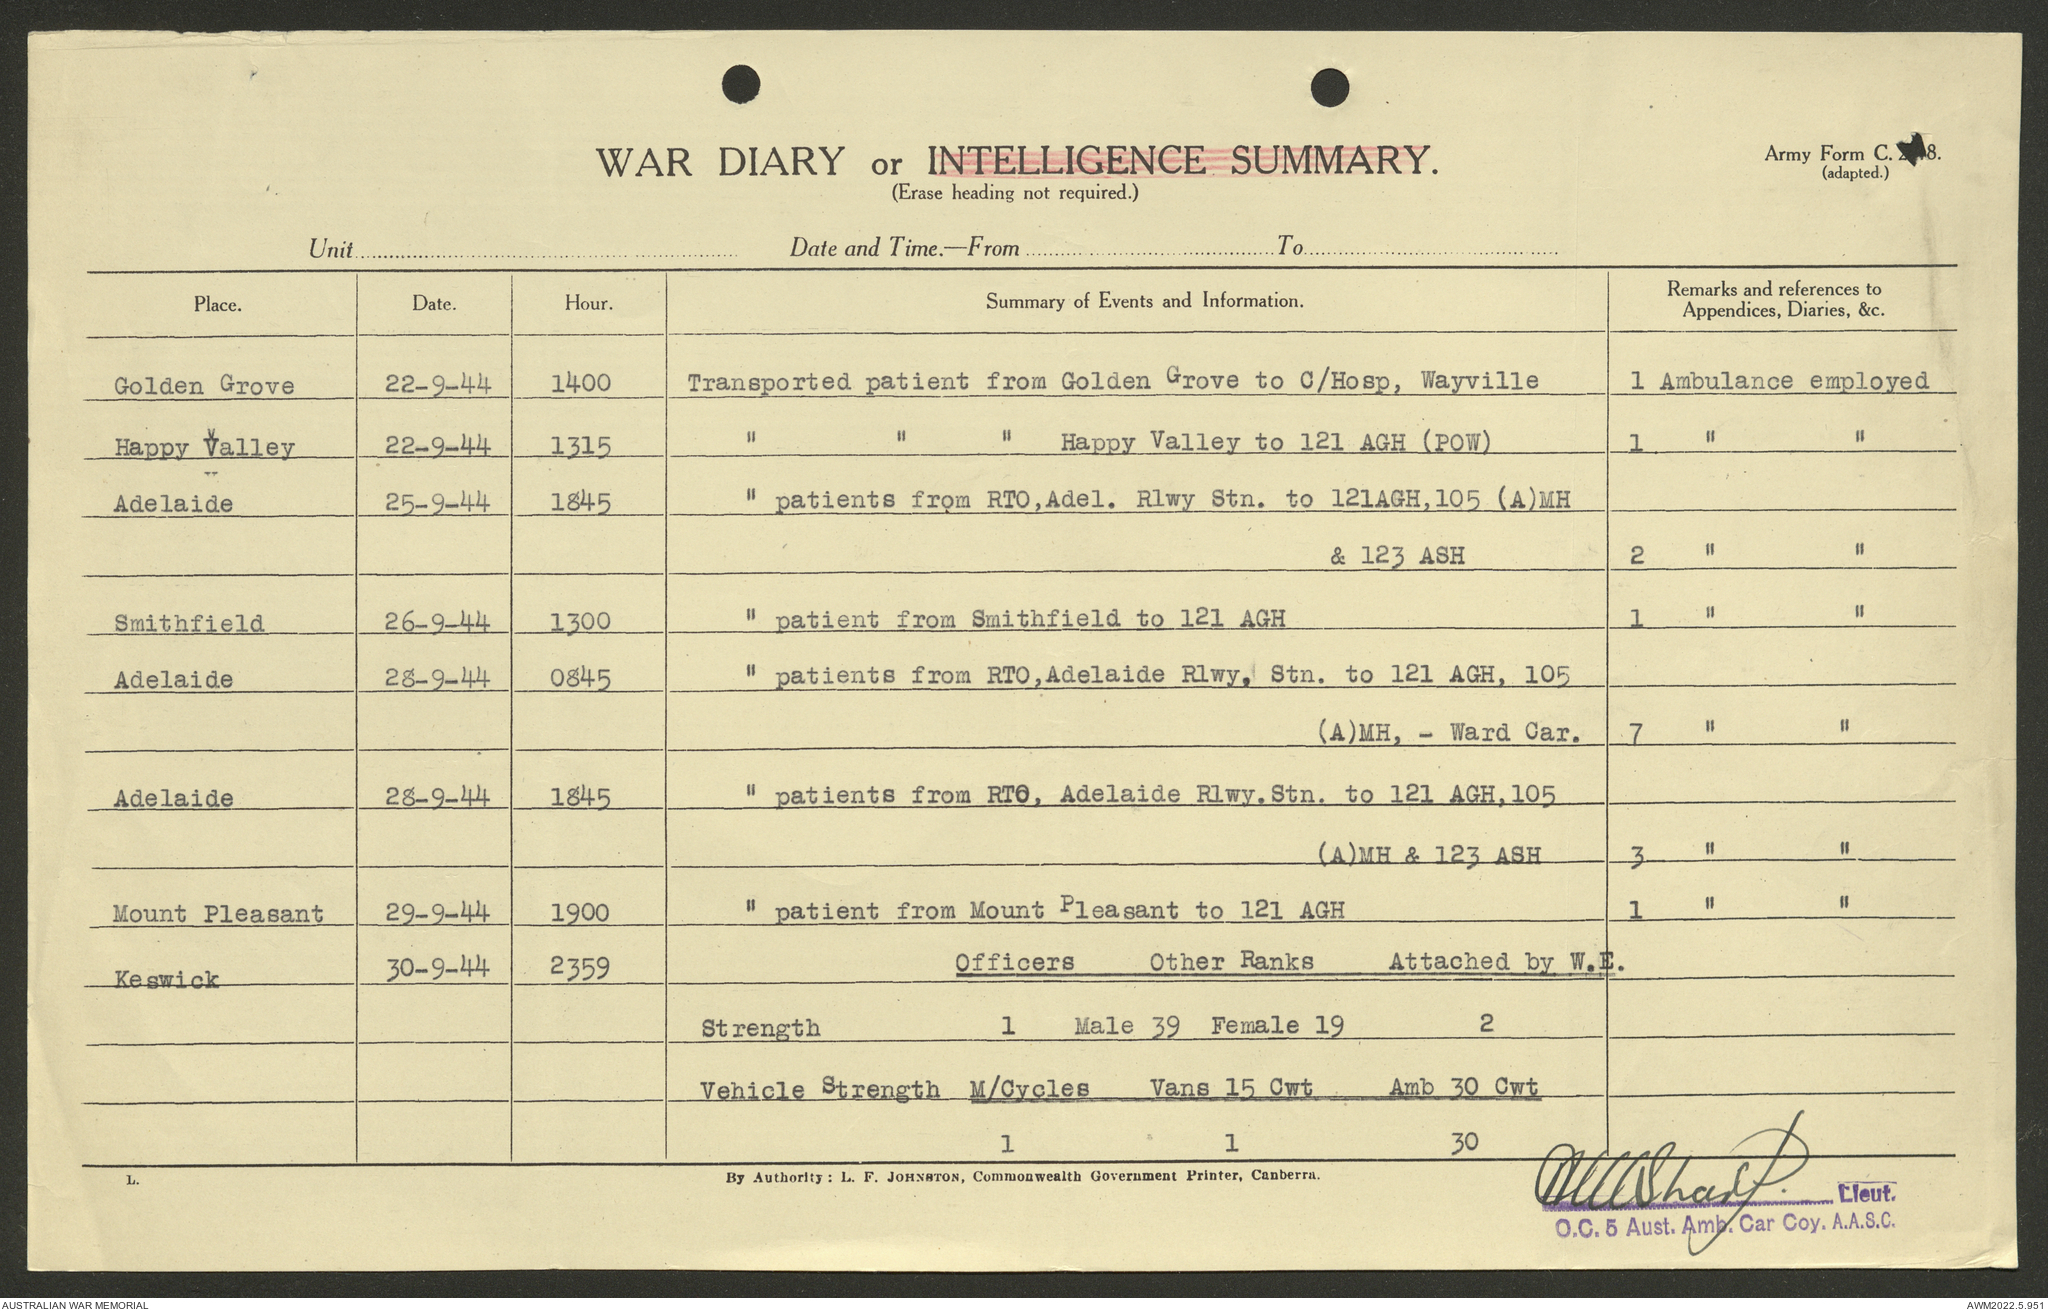 WAR DIARY or INTELLIGENCE SUMMARY.
(Erase heading not required.)
Army Form C. 8.
(adapted.)
Unit Date and Time.—From To
Place. Date. Hour. Summary of Events and Information. Remarks and references to Appendices, Diaries, &c.
Golden Grove 22-9-44 1400 Transported patient from Golden Grove to C/Hosp, Wayville 1 Ambulance employed
Happy Valley 22-9-44 1315 " " " Happy Valley to 121 AGH (POW) 1 " "
Adelaide 25-9-44 1845 " patients from RTO,Adel. Rlwy Stn. to 121AGH,105 (A)MH
& 123 ASH 2 " "
Smithfield 26-9-44 1300 " patient from Smithfield to 121 AGH 1 " "
Adelaide 28-9-44 0845 " patients from RTO,Adelaide Rlwy. Stn. to 121 AGH, 105
(A)MH, - Ward Car. 7 " "
Adelaide 28-9-44 1845 " patients from RTO, Adelaide Rlwy.Stn. to 121 AGH,105
(A)MH & 123 ASH 3 " "
Mount Pleasant 29-9-44 1900 " patient from Mount Pleasant to 121 AGH 1 " "
Keswick 30-9-44 2359 Officers Other Ranks Attached by W.E.
Strength 1 Male 39 Female 19 2
Vehicle Strength M/Cycles Vans 15 Cwt Amb 30 Cwt
1 1 30
L. By Authority: L. F. JOHNSTON, Commonwealth Government Printer, Canberra.
Sharp. Lieut.
O.C. 5 Aust. Amb. Car Coy. A.A.S.C.
AUSTRALIAN WAR MEMORIAL AWM2022.5.951